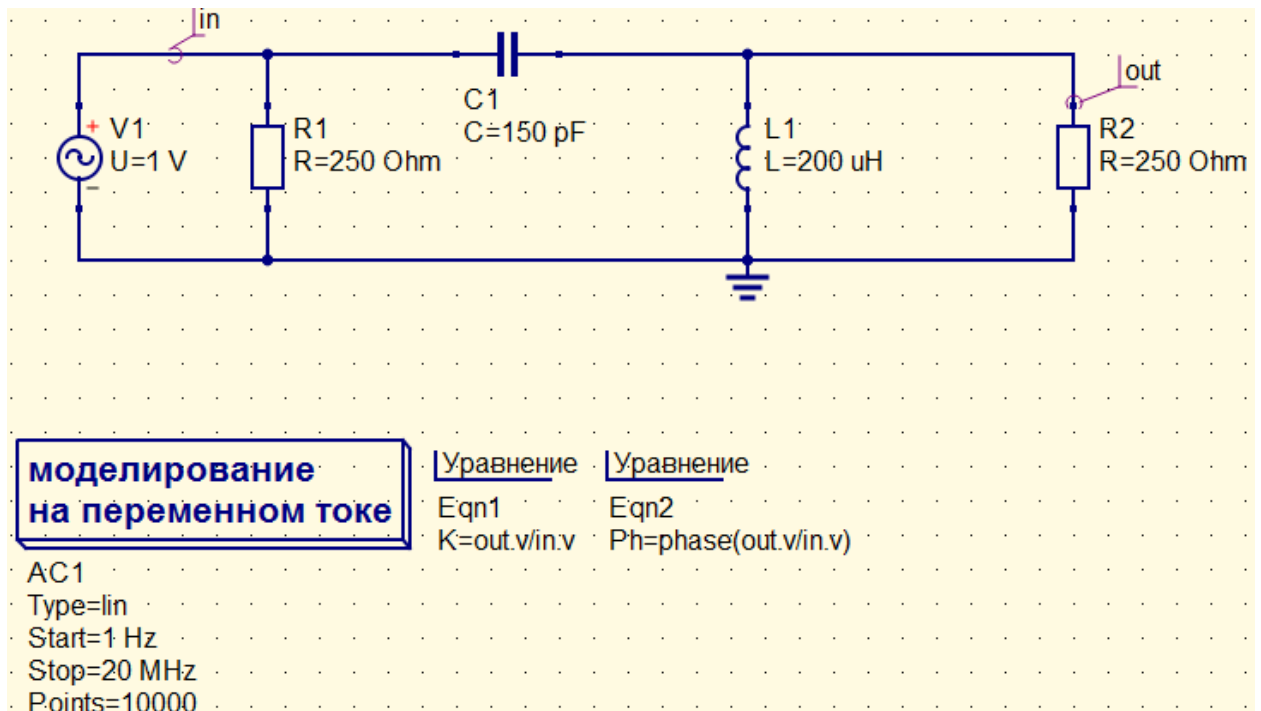 in
out
V1
U=1 V
R1
R=250 Ohm
C1
C=150 pF
L1
L=200 uH
R2
R=250 Ohm
моделирование
на переменном токе
Уравнение
Eqn1
K=out.v/in.v
Уравнение
Eqn2
Ph=phase(out.v/in.v)
AC1
Type=lin
Start=1 Hz
Stop=20 MHz
Points=10000